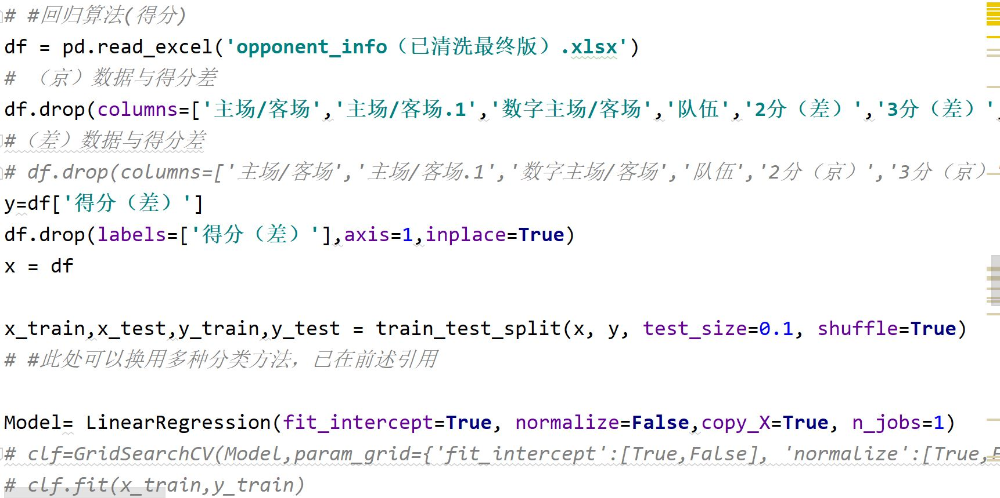 # #回归算法(得分)
df = pd.read_excel('opponent_info（已清洗最终版）.xlsx')
# （京）数据与得分差
df.drop(columns=['主场/客场','主场/客场.1','数字主场/客场','队伍','2分（差）','3分（差）',
#（差）数据与得分差
# df.drop(columns=['主场/客场','主场/客场.1','数字主场/客场','队伍','2分（京）','3分（京）'
y=df['得分（差）']
df.drop(labels=['得分（差）'],axis=1,inplace=True)
x = df
x_train,x_test,y_train,y_test = train_test_split(x, y, test_size=0.1, shuffle=True)
# #此处可以换用多种分类方法，已在前述引用
Model= LinearRegression(fit_intercept=True, normalize=False,copy_X=True, n_jobs=1)
# clf=GridSearchCV(Model,param_grid={'fit_intercept':[True,False], 'normalize':[True,F
# clf.fit(x_train,y_train)